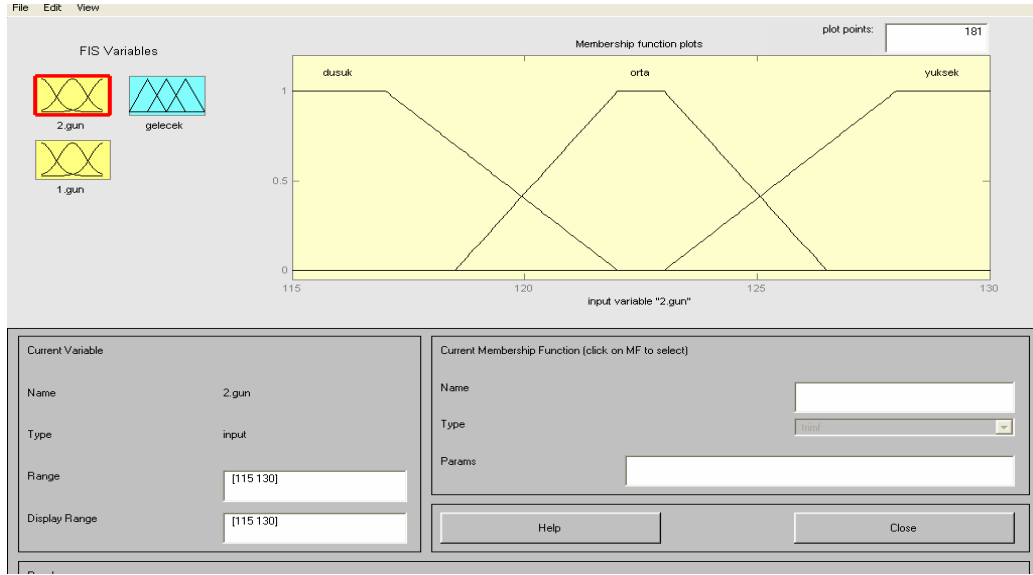 File Edit View
FIS Variables
2.gun
gelecek
1.gun
plot points:
181
Membership function plots
dusuk
orta
yuksek
1
0.5
0
115
120
125
130
input variable "2.gun"
Current Variable
Name 2.gun
Type input
Range [115 130]
Display Range [115 130]
Current Membership Function (click on MF to select)
Name
Type trimf
Params
Help
Close